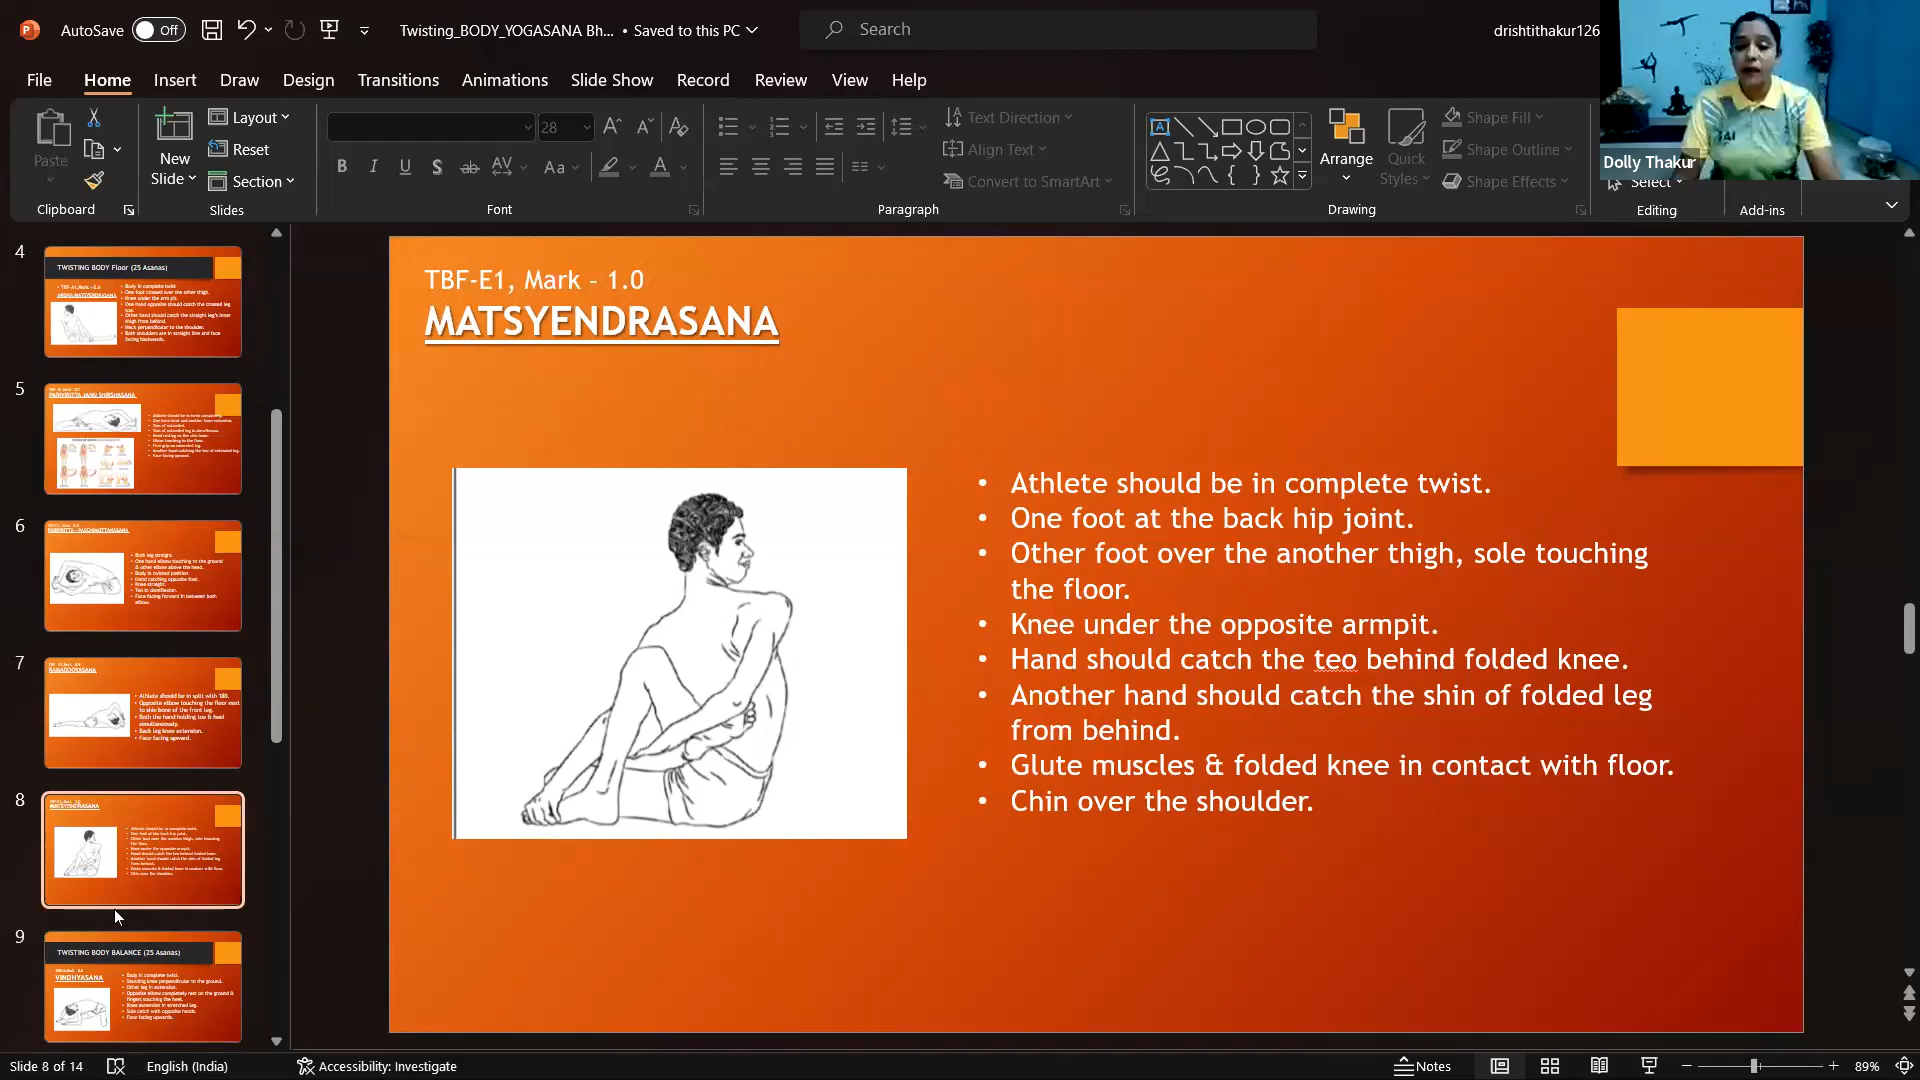 AutoSave Off Twisting_BODY_YOGASANA Bh... • Saved to this PC Search drishtithakur126
File Home Insert Draw Design Transitions Animations Slide Show Record Review View Help
Paste
Clipboard
New
Slide
Layout
Reset
Section
Slides
28
Font
Text Direction
Align Text
Convert to SmartArt
Paragraph
Arrange
Quick
Styles
Shape Fill
Shape Outline
Shape Effects
Drawing
Select
Editing
Add-ins
Dolly Thakur
TAI
4
TWISTING BODY Floor (25 Asanas)
5
6
7
8
9
TWISTING BODY BALANCE (25 Asanas)
VINDHYASANA
TBF-E1, Mark – 1.0
MATSYENDRASANA
• Athlete should be in complete twist.
• One foot at the back hip joint.
• Other foot over the another thigh, sole touching
the floor.
• Knee under the opposite armpit.
• Hand should catch the teo behind folded knee.
• Another hand should catch the shin of folded leg
from behind.
• Glute muscles & folded knee in contact with floor.
• Chin over the shoulder.
Slide 8 of 14 English (India) Accessibility: Investigate Notes 89%